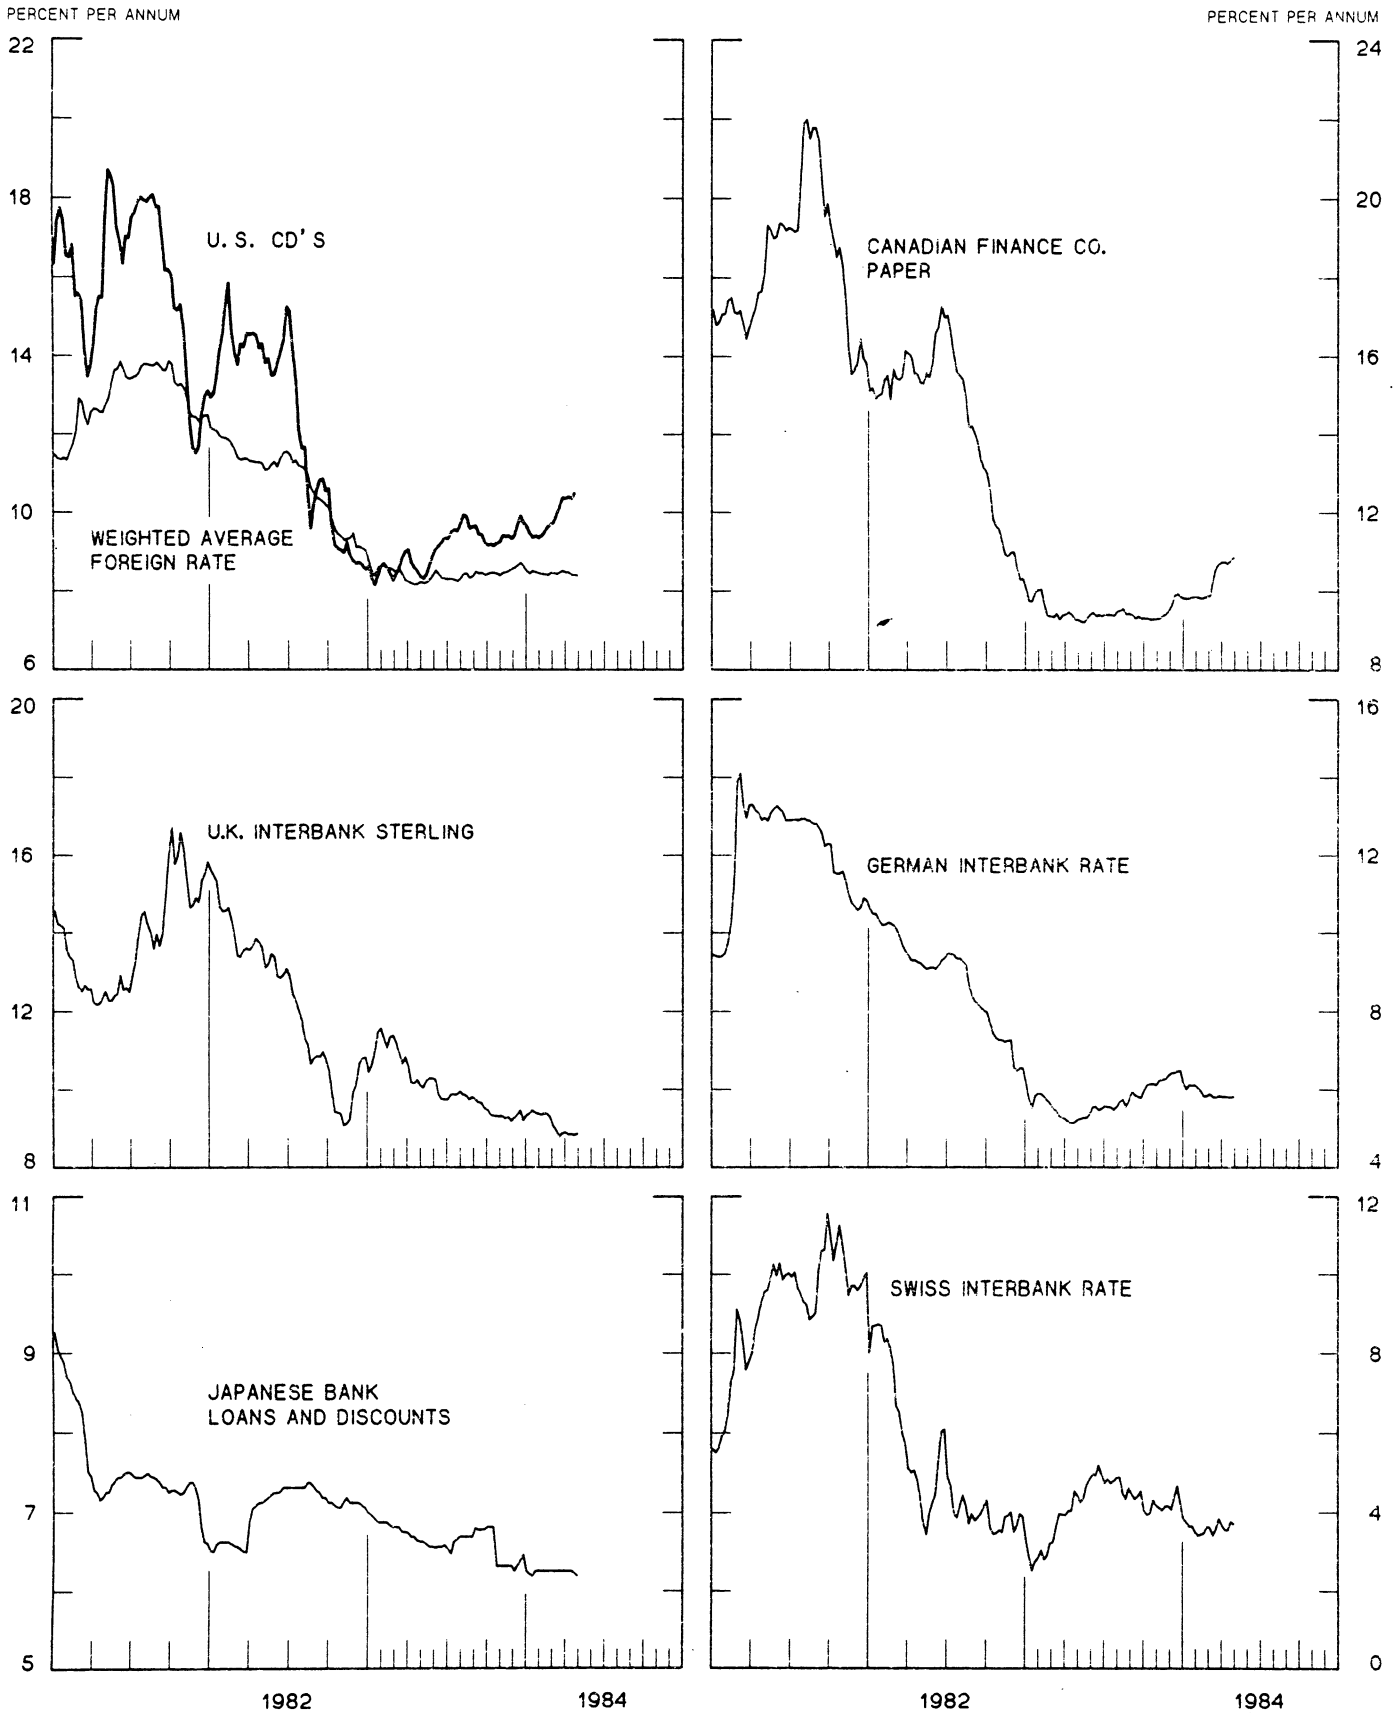 PERCENT PER ANNUM
PERCENT PER ANNUM
22
18
14
10
6
U. S. CD'S
WEIGHTED AVERAGE
FOREIGN RATE
24
20
16
12
8
CANADIAN FINANCE CO.
PAPER
20
16
12
8
U.K. INTERBANK STERLING
16
12
8
4
GERMAN INTERBANK RATE
11
9
7
5
JAPANESE BANK
LOANS AND DISCOUNTS
1982
1984
12
8
4
0
SWISS INTERBANK RATE
1982
1984